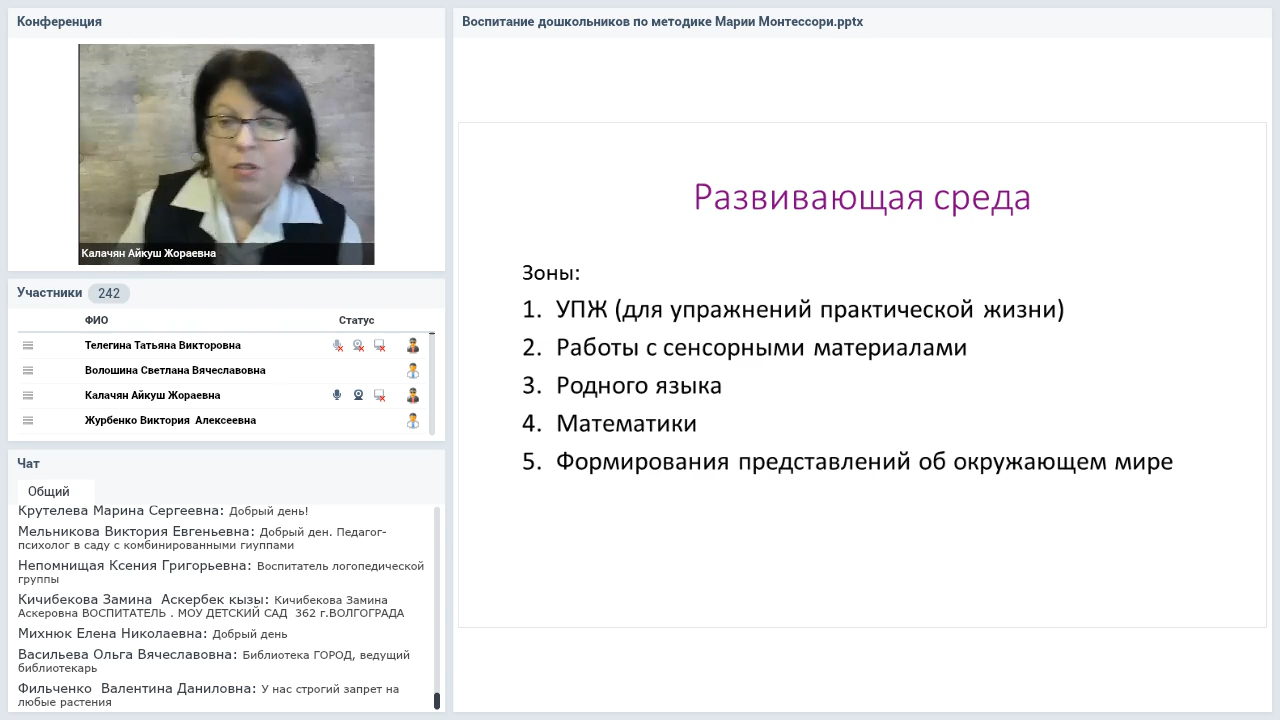 Конференция
Калачян Айкуш Жораевна
Участники 242
ФИО Статус
Телегина Татьяна Викторовна
Волошина Светлана Вячеславовна
Калачян Айкуш Жораевна
Журбенко Виктория Алексеевна
Чат
Общий
Крутелева Марина Сергеевна: Добрый день!
Мельникова Виктория Евгеньевна: Добрый ден. Педагог-
психолог в саду с комбинированными гиуппами
Непомнищая Ксения Григорьевна: Воспитатель логопедической
группы
Кичибекова Замина Аскербек кызы: Кичибекова Замина
Аскеровна ВОСПИТАТЕЛЬ . МОУ ДЕТСКИЙ САД 362 г.ВОЛГОГРАДА
Михнюк Елена Николаевна: Добрый день
Васильева Ольга Вячеславовна: Библиотека ГОРОД, ведущий
библиотекарь
Фильченко Валентина Даниловна: У нас строгий запрет на
любые растения
Воспитание дошкольников по методике Марии Монтессори.pptx
Развивающая среда
Зоны:
1. УПЖ (для упражнений практической жизни)
2. Работы с сенсорными материалами
3. Родного языка
4. Математики
5. Формирования представлений об окружающем мире